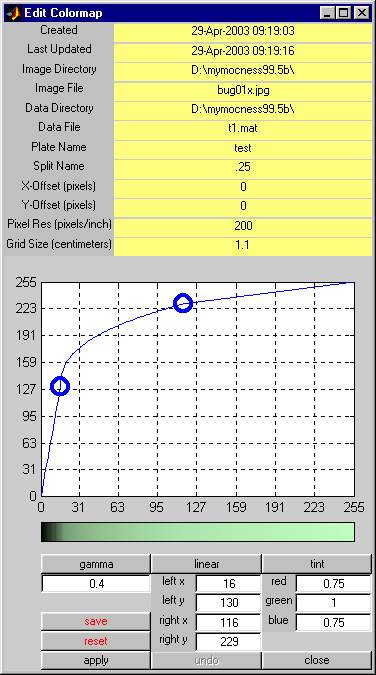 Edit Colormap
Created 29-Apr-2003 09:19:03
Last Updated 29-Apr-2003 09:19:16
Image Directory D:\mymocness99.5b\
Image File bug01x.jpg
Data Directory D:\mymocness99.5b\
Data File t1.mat
Plate Name test
Split Name .25
X-Offset (pixels) 0
Y-Offset (pixels) 0
Pixel Res (pixels/inch) 200
Grid Size (centimeters) 1.1
255
223
191
159
127
95
63
31
0
0 31 63 95 127 159 191 223 255
gamma linear tint
0.4 left x 16 red 0.75
left y 130 green 1
save right x 116 blue 0.75
reset right y 229
apply undo close